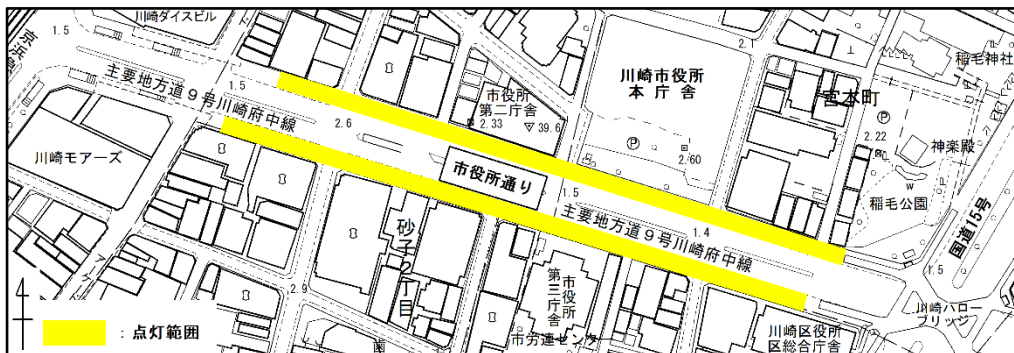 川崎ダイスビル
1.5
京浜急
主要地方道9号川崎府中線
1.5
2.6
川崎モアーズ
市役所
第二庁舎
2.33
39.6
川崎市役所
本庁舎
2.1
Ⓟ
2.60
稲毛神社
宮本町
Ⓟ
2.22
神楽殿
稲毛公園
国道15号
市役所通り
1.5
主要地方道9号川崎府中線
1.4
1.5
砂子2丁目
2.9
市役所
第三庁舎
市労連センター
川崎区役所
区総合庁舎
川崎ハロー
ブリッジ
：点灯範囲